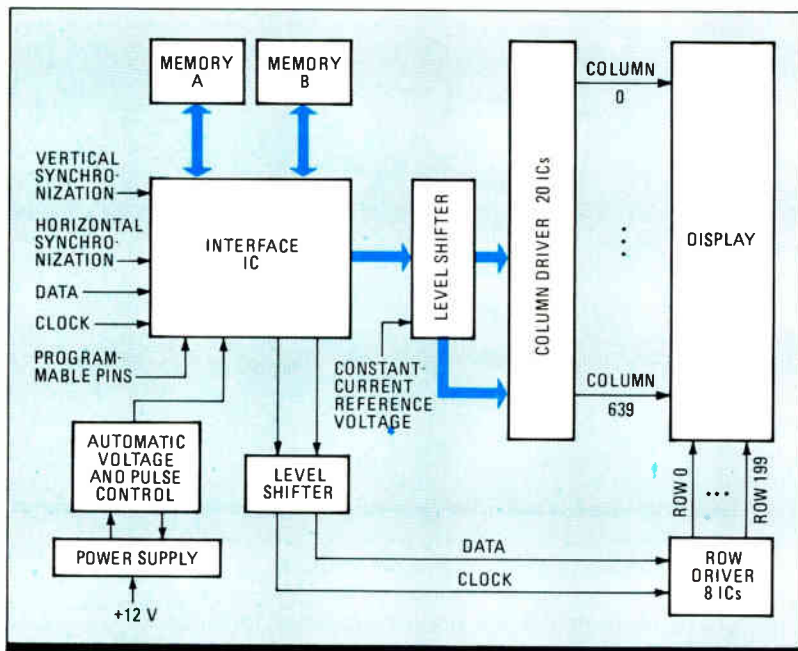 MEMORY
A
MEMORY
B
VERTICAL
SYNCHRO-
NIZATION
HORIZONTAL
SYNCHRO-
NIZATION
DATA
CLOCK
PROGRAM-
MABLE PINS
INTERFACE
IC
LEVEL SHIFTER
CONSTANT-
CURRENT
REFERENCE
VOLTAGE
COLUMN DRIVER 20 ICs
COLUMN
0
COLUMN
639
DISPLAY
AUTOMATIC
VOLTAGE
AND PULSE
CONTROL
POWER SUPPLY
+12 V
LEVEL
SHIFTER
DATA
CLOCK
ROW 0
ROW 199
ROW
DRIVER
8 ICs